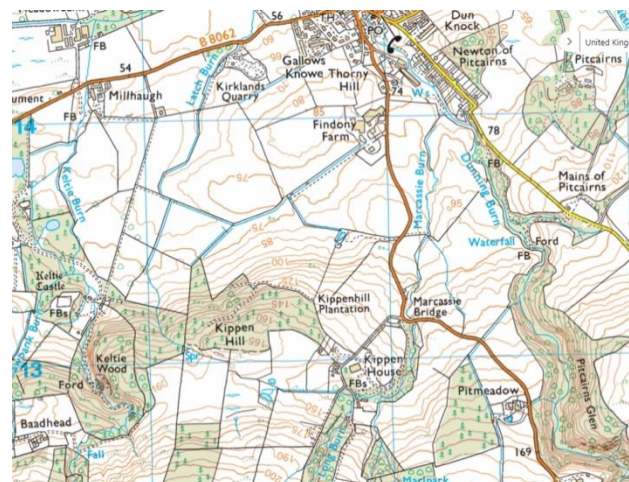 56
T.H.
PO
Dun
Knock
B 8062
FB
Gallows
Knowe
Thorny
Hill
Newton of
Pitcairns
United King
Pitcairns
54
Millhaugh
Latch Burn
Kirklands
Quarry
74
Ws
ument
FB
14
Findony
Farm
78
FB
Keltie Burn
Marcassie Burn
Dunning Burn
Mains of
Pitcairns
Waterfall
Ford
FB
Keltie
Castle
Kippenhill
Plantation
Marcassie
Bridge
FBs
Kippen
Hill
13
Keltie
Wood
Spr
Kippen
House
FBs
Pitmeadow
Pitcairns Glen
Ford
Baadhead
Fall
169